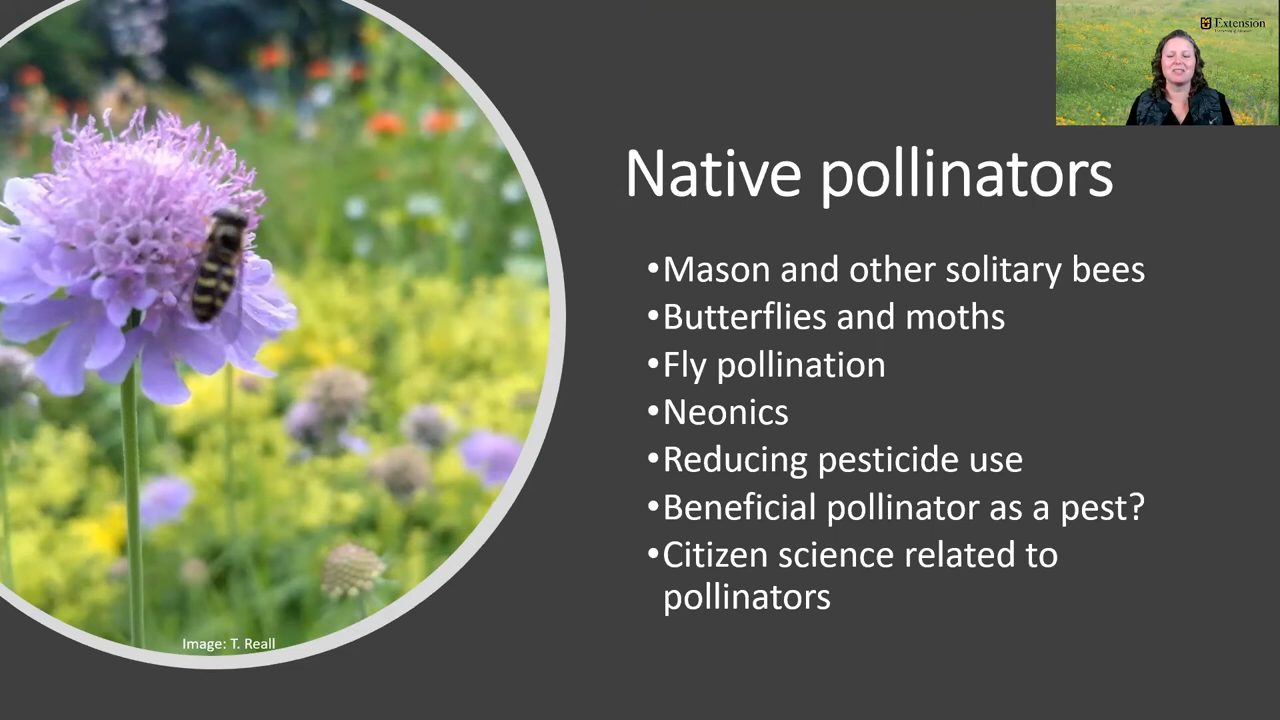 Extension
Native pollinators
•Mason and other solitary bees
•Butterflies and moths
•Fly pollination
•Neonics
•Reducing pesticide use
•Beneficial pollinator as a pest?
•Citizen science related to
pollinators
Image: T. Reall